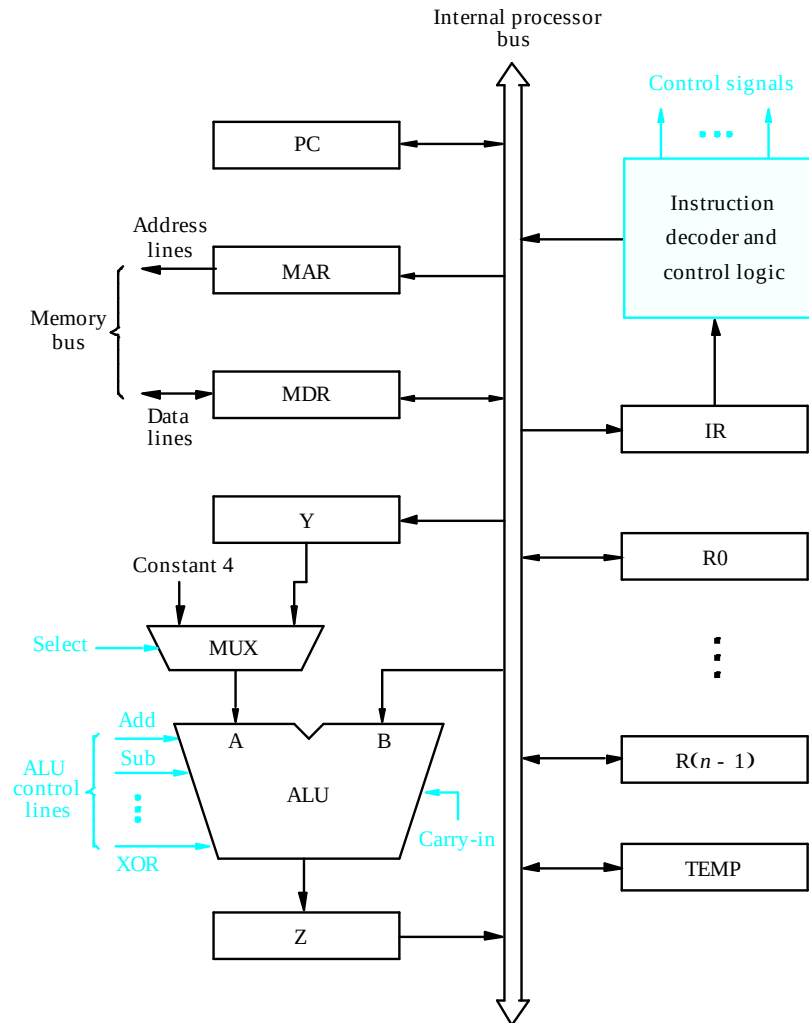 Internal processor
bus
Control signals
PC
Instruction
decoder and
control logic
Address
lines
MAR
Memory
bus
MDR
Data
lines
IR
Y
Constant 4
R0
Select
MUX
Add
A
B
Sub
ALU
control
lines
ALU
R(n - 1)
XOR
Carry-in
TEMP
Z